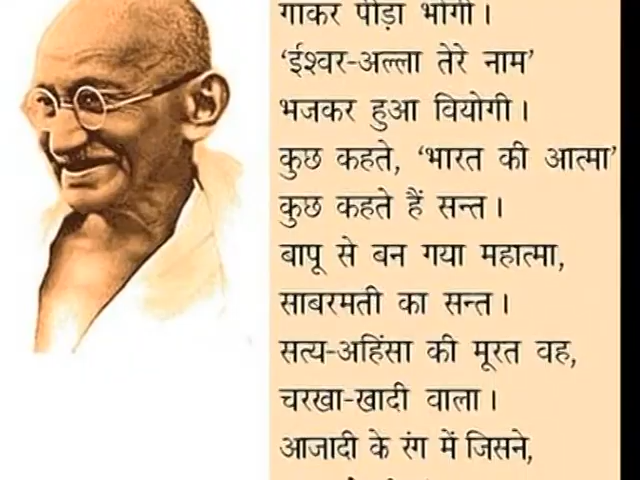 गाकर पीड़ा भोगी ।
‘ईश्वर-अल्ला तेरे नाम’
भजकर हुआ वियोगी ।
कुछ कहते, ‘भारत की आत्मा’
कुछ कहते हैं सन्त ।
बापू से बन गया महात्मा,
साबरमती का सन्त ।
सत्य-अहिंसा की मूरत वह,
चरखा-खादी वाला ।
आजादी के रंग में जिसने,